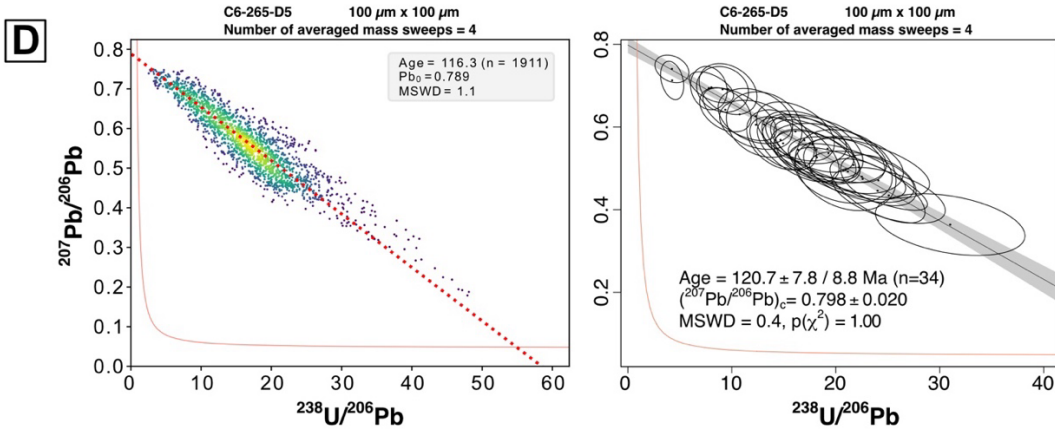 D
C6-265-D5 100 µm x 100 µm
Number of averaged mass sweeps = 4
0.8
0.7
0.6
0.5
0.4
0.3
0.2
0.1
0.0
²⁰⁷Pb/²⁰⁶Pb
Age = 116.3 (n = 1911)
Pb₀ = 0.789
MSWD = 1.1
0 10 20 30 40 50 60
²³⁸U/²⁰⁶Pb
C6-265-D5 100 µm x 100 µm
Number of averaged mass sweeps = 4
0.8
0.6
0.4
0.2
Age = 120.7 ± 7.8 / 8.8 Ma (n=34)
(²⁰⁷Pb/²⁰⁶Pb)c= 0.798 ± 0.020
MSWD = 0.4, p(χ²) = 1.00
0 10 20 30 40
²³⁸U/²⁰⁶Pb